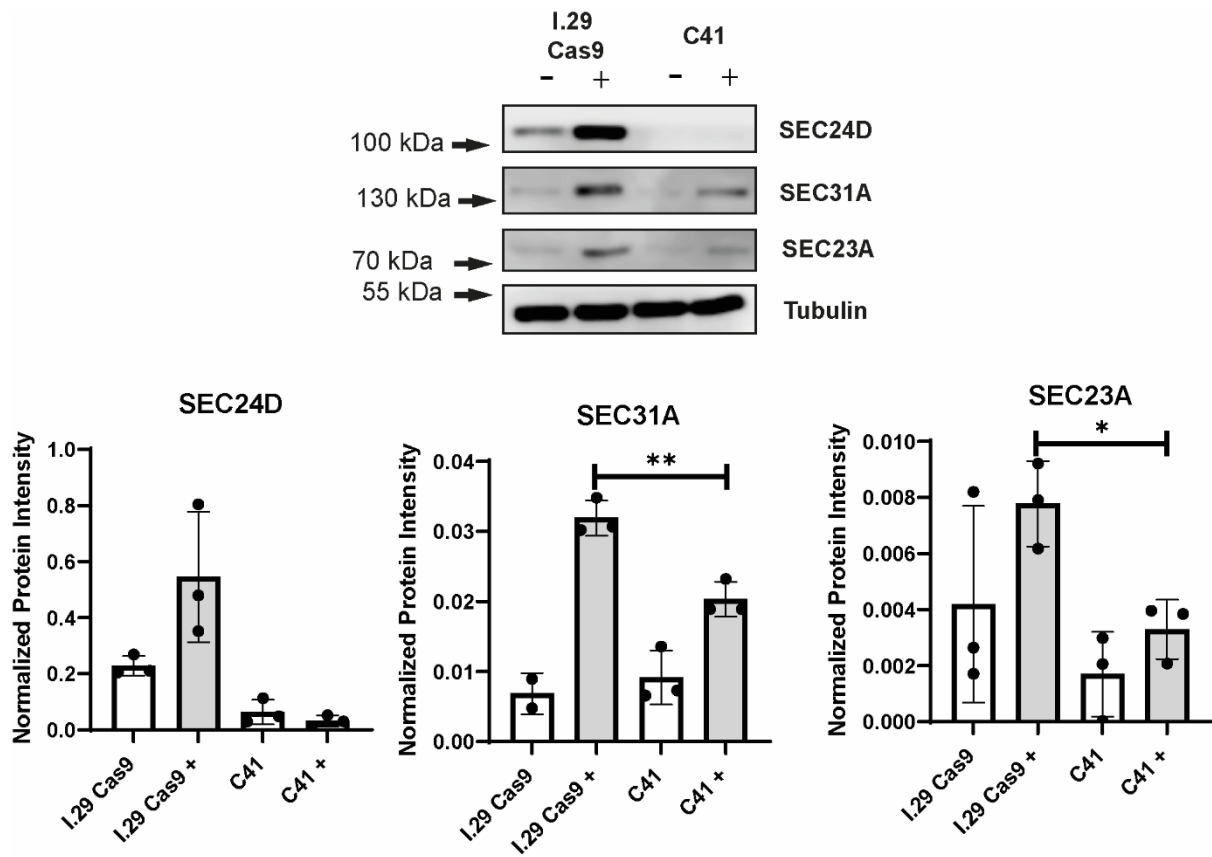 I.29
Cas9
C41
- + - +
100 kDa SEC24D
130 kDa SEC31A
70 kDa SEC23A
55 kDa Tubulin
SEC24D
Normalized Protein Intensity
1.0
0.8
0.6
0.4
0.2
0.0
I.29 Cas9
I.29 Cas9 +
C41
C41 +
SEC31A
Normalized Protein Intensity
0.04
0.03
0.02
0.01
0.00
**
I.29 Cas9
I.29 Cas9 +
C41
C41 +
SEC23A
Normalized Protein Intensity
0.010
0.008
0.006
0.004
0.002
0.000
*
I.29 Cas9
I.29 Cas9 +
C41
C41 +